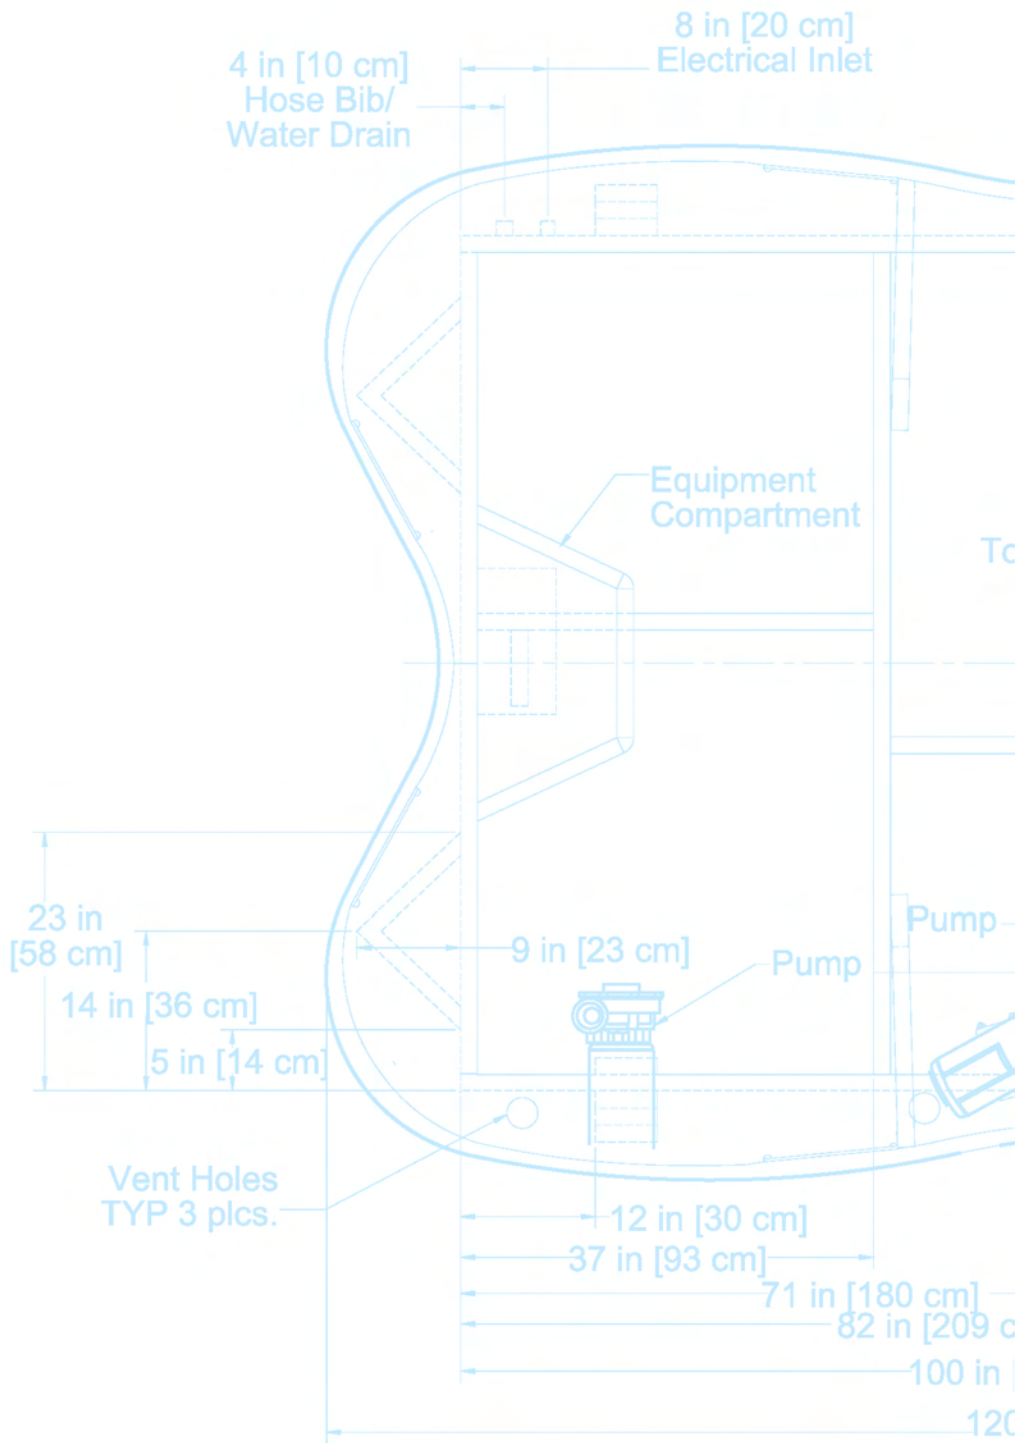 8 in [20 cm]
Electrical Inlet
4 in [10 cm]
Hose Bib/
Water Drain
Equipment
Compartment
23 in
[58 cm]
Pump
9 in [23 cm]
Pump
14 in [36 cm]
5 in [14 cm]
Vent Holes
TYP 3 plcs.
12 in [30 cm]
37 in [93 cm]
71 in [180 cm]
82 in [209 c
100 in [
120